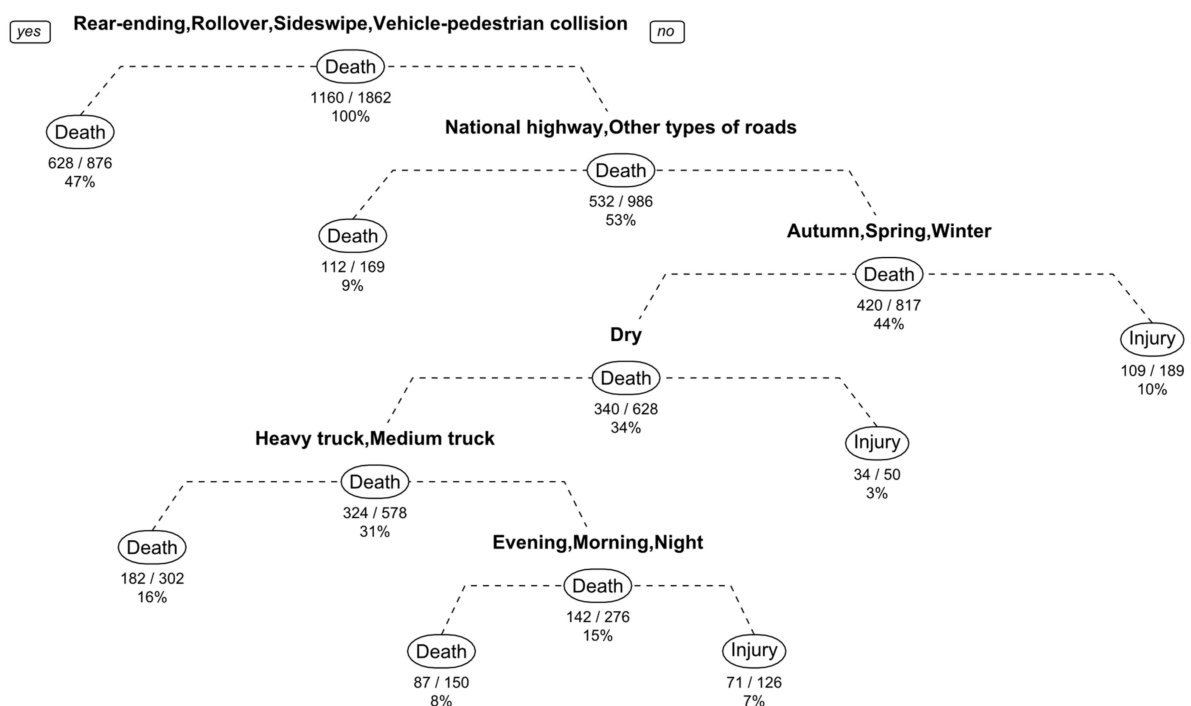 yes
Rear-ending,Rollover,Sideswipe,Vehicle-pedestrian collision
no
Death
1160 / 1862
100%
Death
628 / 876
47%
National highway,Other types of roads
Death
532 / 986
53%
Death
112 / 169
9%
Autumn,Spring,Winter
Death
420 / 817
44%
Dry
Injury
109 / 189
10%
Death
340 / 628
34%
Heavy truck,Medium truck
Injury
34 / 50
3%
Death
324 / 578
31%
Death
182 / 302
16%
Evening,Morning,Night
Death
142 / 276
15%
Death
87 / 150
8%
Injury
71 / 126
7%